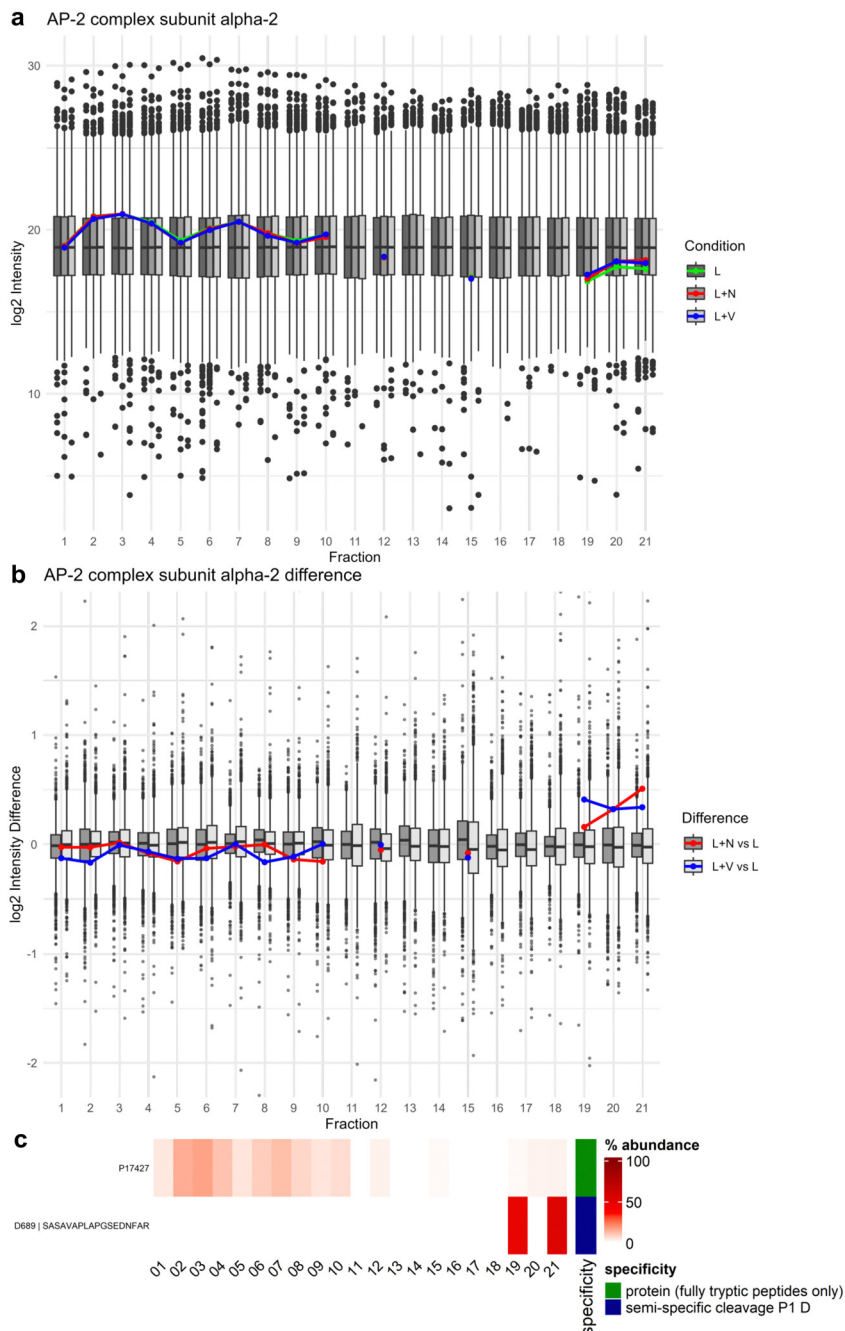 a AP-2 complex subunit alpha-2
30
20
10
log2 Intensity
1 2 3 4 5 6 7 8 9 10 11 12 13 14 15 16 17 18 19 20 21
Fraction
Condition
L
L+N
L+V
b AP-2 complex subunit alpha-2 difference
2
1
0
-1
-2
log2 Intensity Difference
1 2 3 4 5 6 7 8 9 10 11 12 13 14 15 16 17 18 19 20 21
Fraction
Difference
L+N vs L
L+V vs L
c
P17427
D689 | SASAVAPLAPGSEDNFAR
01 02 03 04 05 06 07 08 09 10 11 12 13 14 15 16 17 18 19 20 21
specificity
% abundance
100
50
0
specificity
protein (fully tryptic peptides only)
semi-specific cleavage P1 D